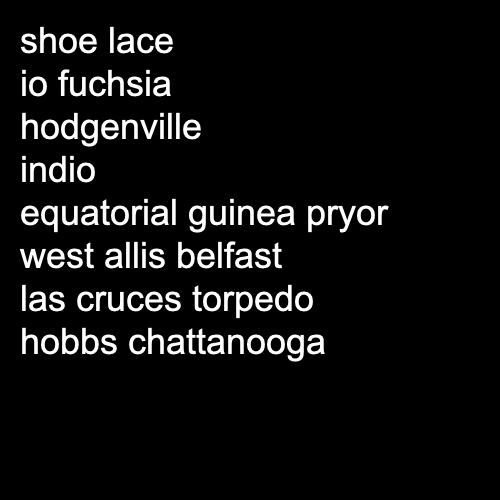 shoe lace
io fuchsia
hodgenville
indio
equatorial guinea pryor
west allis belfast
las cruces torpedo
hobbs chattanooga